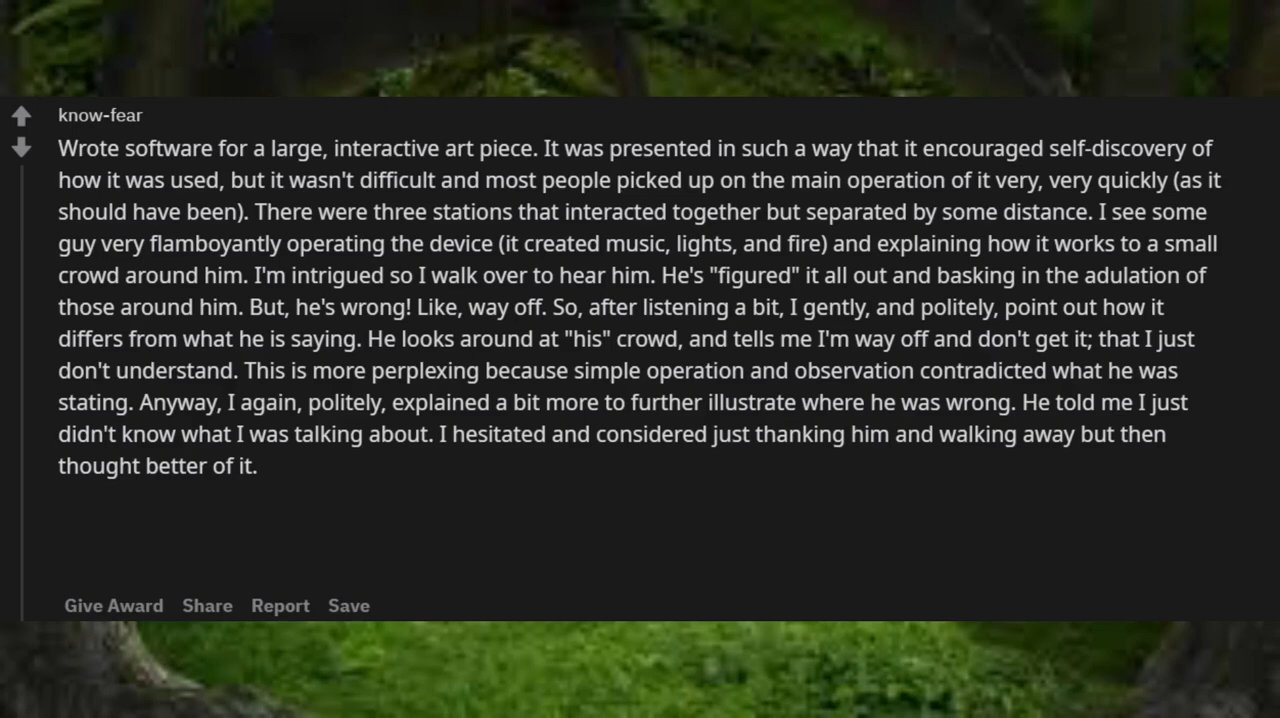 know-fear
Wrote software for a large, interactive art piece. It was presented in such a way that it encouraged self-discovery of
how it was used, but it wasn't difficult and most people picked up on the main operation of it very, very quickly (as it
should have been). There were three stations that interacted together but separated by some distance. I see some
guy very flamboyantly operating the device (it created music, lights, and fire) and explaining how it works to a small
crowd around him. I'm intrigued so I walk over to hear him. He's "figured" it all out and basking in the adulation of
those around him. But, he's wrong! Like, way off. So, after listening a bit, I gently, and politely, point out how it
differs from what he is saying. He looks around at "his" crowd, and tells me I'm way off and don't get it; that I just
don't understand. This is more perplexing because simple operation and observation contradicted what he was
stating. Anyway, I again, politely, explained a bit more to further illustrate where he was wrong. He told me I just
didn't know what I was talking about. I hesitated and considered just thanking him and walking away but then
thought better of it.
Give Award Share Report Save